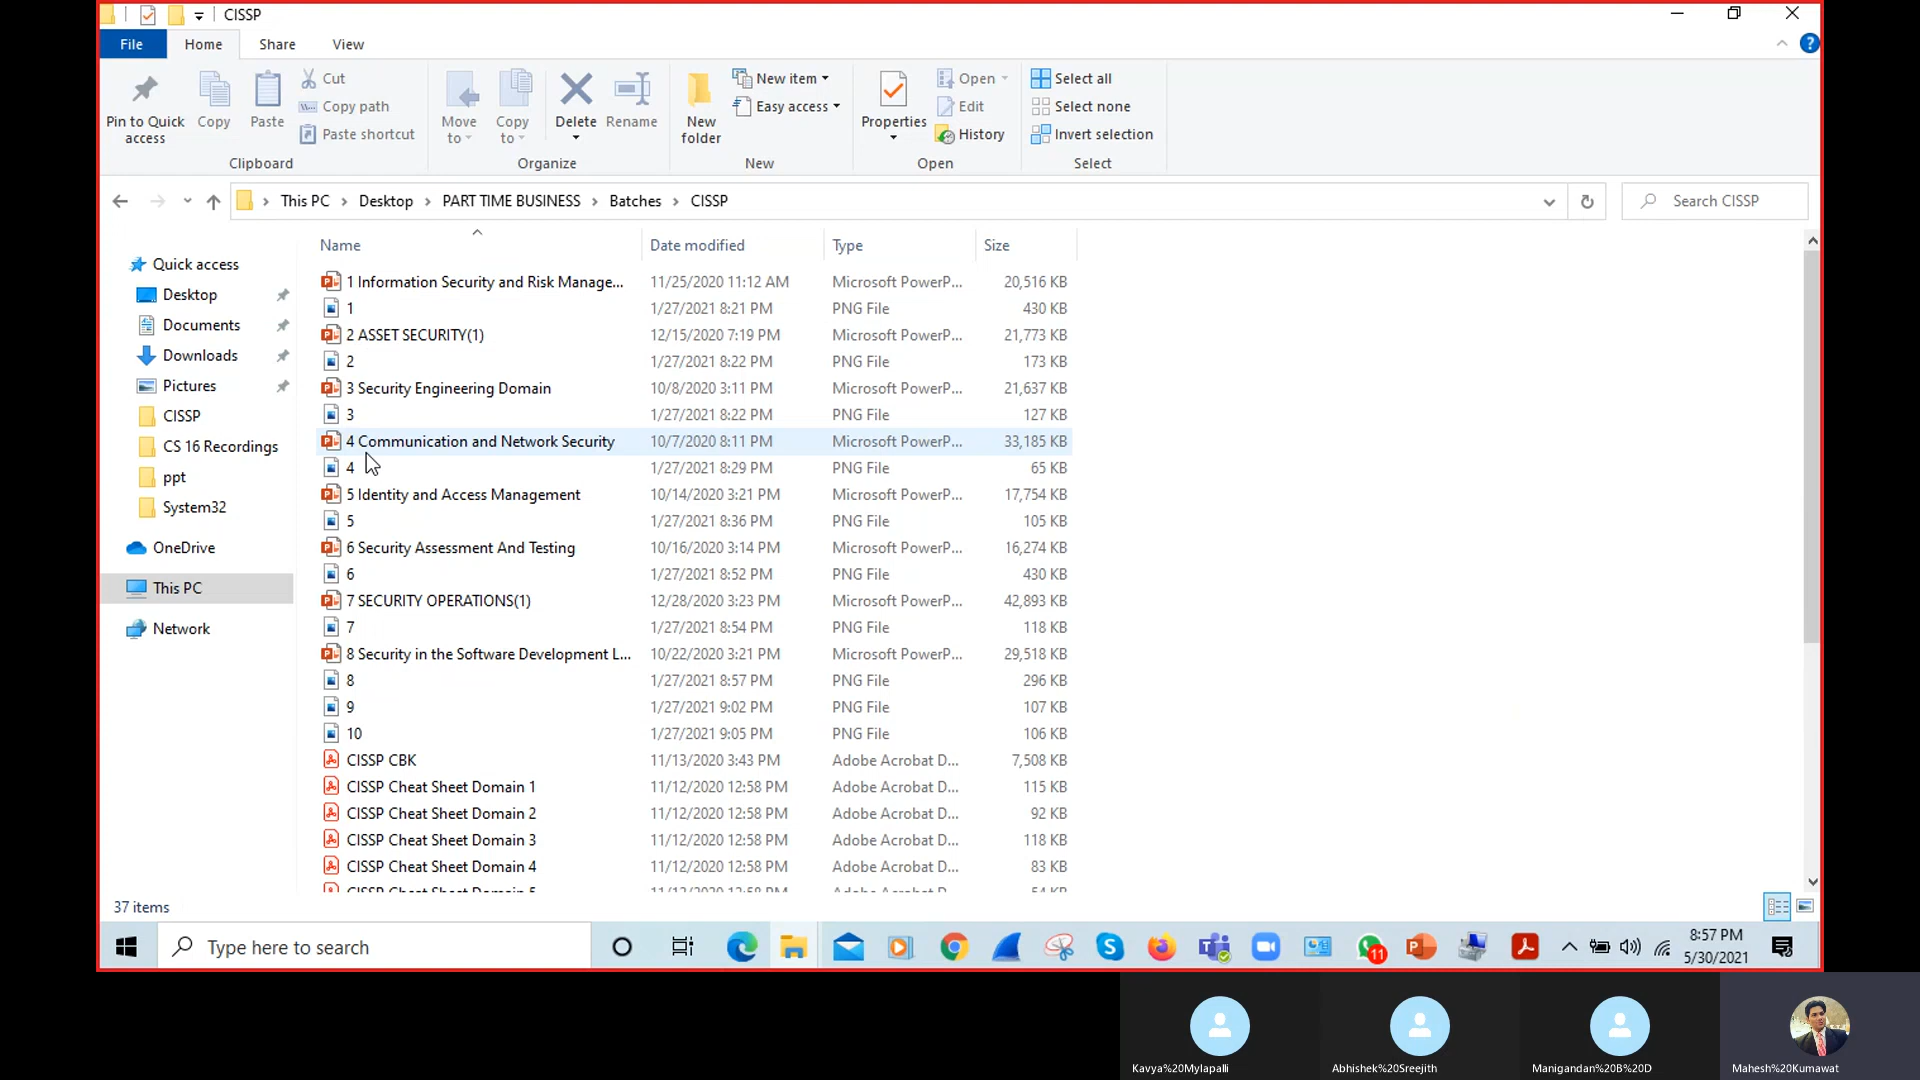 CISSP
File Home Share View
Pin to Quick access
Copy
Paste
Cut
Copy path
Paste shortcut
Clipboard
Move to
Copy to
Delete
Rename
Organize
New folder
New item
Easy access
New
Properties
Open
Edit
History
Open
Select all
Select none
Invert selection
Select
This PC > Desktop > PART TIME BUSINESS > Batches > CISSP
Search CISSP
Quick access
Desktop
Documents
Downloads
Pictures
CISSP
CS 16 Recordings
ppt
System32
OneDrive
This PC
Network
Name Date modified Type Size
1 Information Security and Risk Manage... 11/25/2020 11:12 AM Microsoft PowerP... 20,516 KB
1 1/27/2021 8:21 PM PNG File 430 KB
2 ASSET SECURITY(1) 12/15/2020 7:19 PM Microsoft PowerP... 21,773 KB
2 1/27/2021 8:22 PM PNG File 173 KB
3 Security Engineering Domain 10/8/2020 3:11 PM Microsoft PowerP... 21,637 KB
3 1/27/2021 8:22 PM PNG File 127 KB
4 Communication and Network Security 10/7/2020 8:11 PM Microsoft PowerP... 33,185 KB
4 1/27/2021 8:29 PM PNG File 65 KB
5 Identity and Access Management 10/14/2020 3:21 PM Microsoft PowerP... 17,754 KB
5 1/27/2021 8:36 PM PNG File 105 KB
6 Security Assessment And Testing 10/16/2020 3:14 PM Microsoft PowerP... 16,274 KB
6 1/27/2021 8:52 PM PNG File 430 KB
7 SECURITY OPERATIONS(1) 12/28/2020 3:23 PM Microsoft PowerP... 42,893 KB
7 1/27/2021 8:54 PM PNG File 118 KB
8 Security in the Software Development L... 10/22/2020 3:21 PM Microsoft PowerP... 29,518 KB
8 1/27/2021 8:57 PM PNG File 296 KB
9 1/27/2021 9:02 PM PNG File 107 KB
10 1/27/2021 9:05 PM PNG File 106 KB
CISSP CBK 11/13/2020 3:43 PM Adobe Acrobat D... 7,508 KB
CISSP Cheat Sheet Domain 1 11/12/2020 12:58 PM Adobe Acrobat D... 115 KB
CISSP Cheat Sheet Domain 2 11/12/2020 12:58 PM Adobe Acrobat D... 92 KB
CISSP Cheat Sheet Domain 3 11/12/2020 12:58 PM Adobe Acrobat D... 118 KB
CISSP Cheat Sheet Domain 4 11/12/2020 12:58 PM Adobe Acrobat D... 83 KB
37 items
Type here to search
11
8:57 PM
5/30/2021
Kavya%20Mylapalli
Abhishek%20Sreejith
Manigandan%20B%20D
Mahesh%20Kumawat